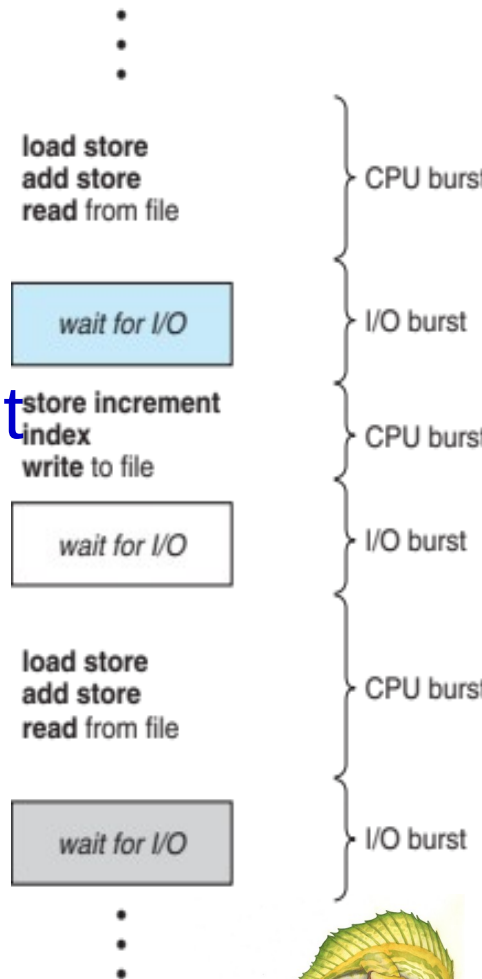 load store
add store
read from file
CPU burst
wait for I/O
I/O burst
t
store increment
index
write to file
CPU burst
wait for I/O
I/O burst
load store
add store
read from file
CPU burst
wait for I/O
I/O burst